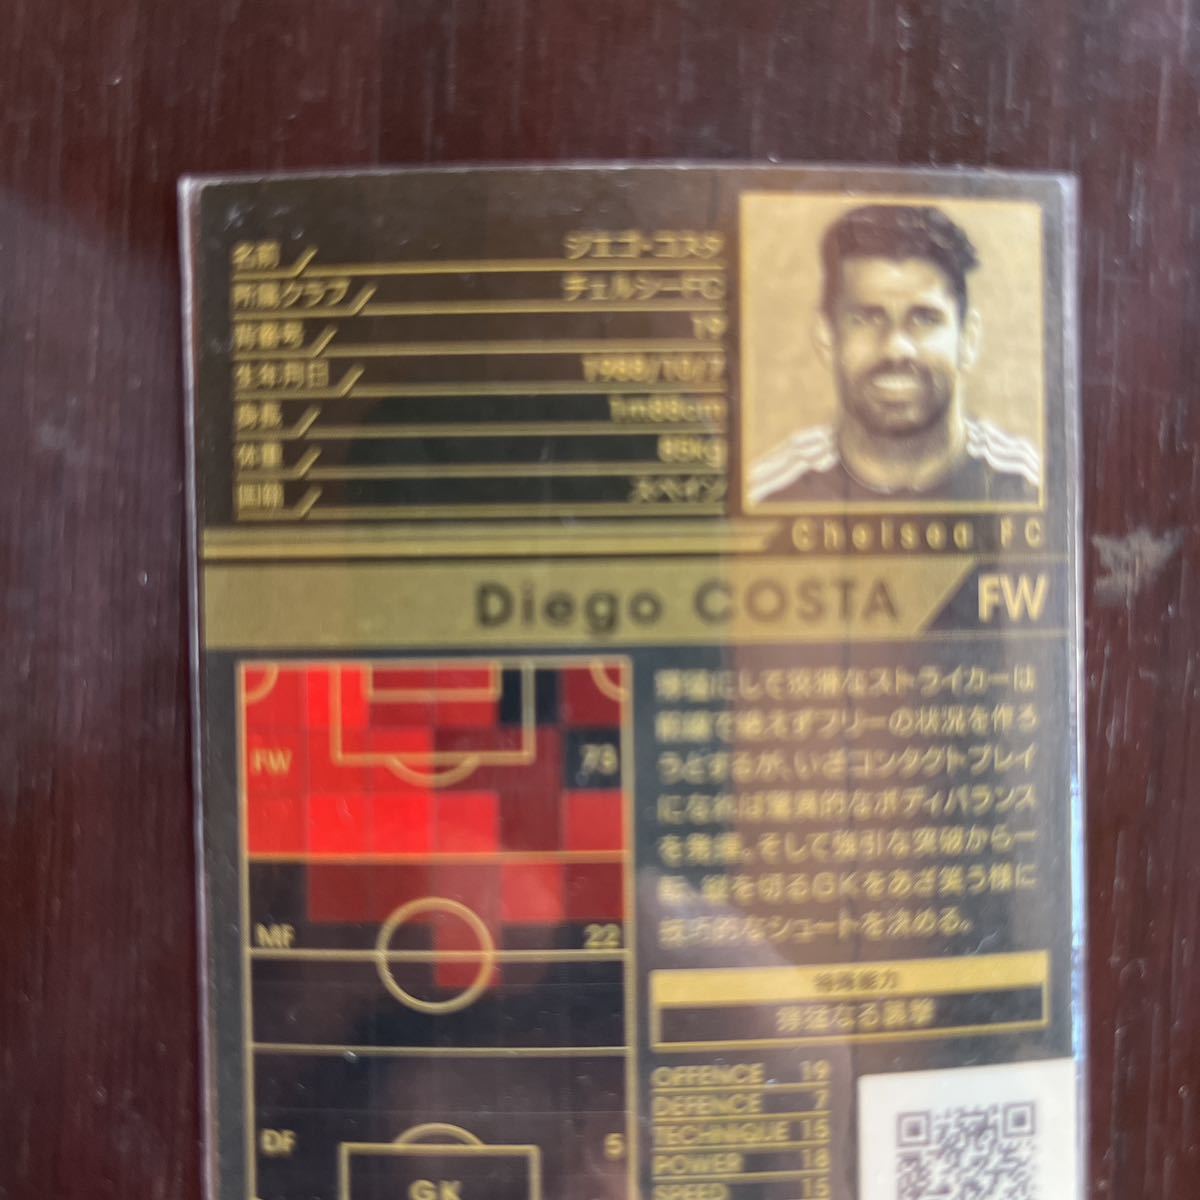 名前 ジエゴ・コスタ
所属クラブ チェルシーFC
背番号 19
生年月日 1988/10/7
身長 1m88cm
体重
国籍 スペイン
Chelsea FC
Diego COSTA FW
獰猛にして狡猾なストライカーは
前線で絶えずフリーの状況を作ろ
うとするが、いざコンタクトプレイ
になれば驚異的なボディバランス
を発揮。そして強引な突破から一
転、縦を切るGKをあざ笑う様に
技巧的なシュートを決める。
FW 79
MF 22
DF 5
GK
特殊能力
獰猛なる襲撃
OFFENCE 19
DEFENCE 7
TECHNIQUE 15
POWER 18
SPEED 15